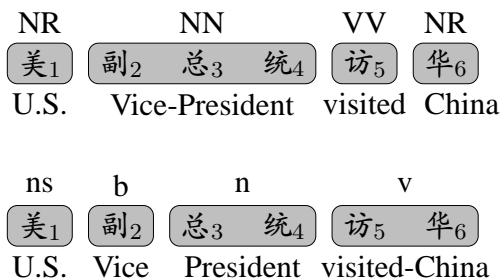 NR NN VV NR
美1 副2 总3 统4 访5 华6
U.S. Vice-President visited China
ns b n v
美1 副2 总3 统4 访5 华6
U.S. Vice President visited-China